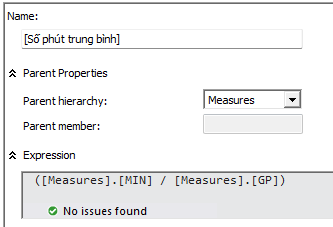 Name:
[Số phút trung bình]
Parent Properties
Parent hierarchy:
Measures
Parent member:
Expression
([Measures].[MIN] / [Measures].[GP])
No issues found